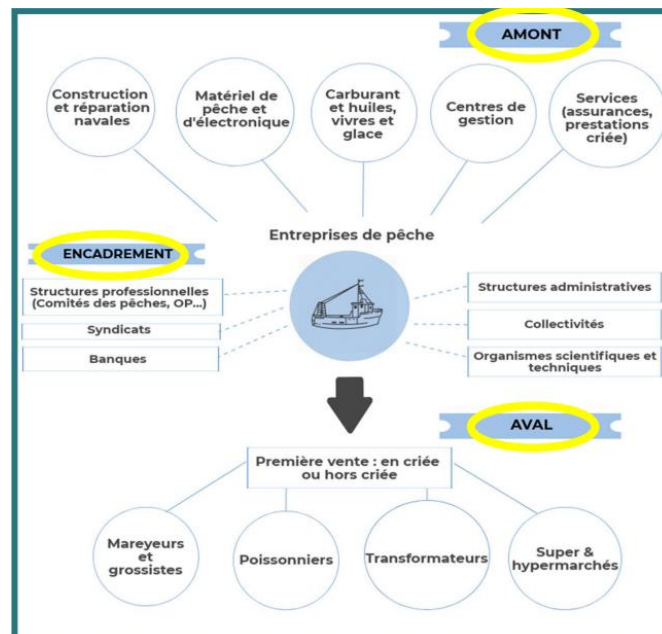 AMONT
Construction
et réparation
navales
Matériel de
pêche et
d'électronique
Carburant
et huiles,
vivres et
glace
Centres de
gestion
Services
(assurances,
prestations
criée)
Entreprises de pêche
ENCADREMENT
Structures professionnelles
(Comités des pêches, OP...)
Syndicats
Banques
Structures administratives
Collectivités
Organismes scientifiques et
techniques
AVAL
Première vente : en criée
ou hors criée
Mareyeurs
et
grossistes
Poissonniers
Transformateurs
Super &
hypermarchés